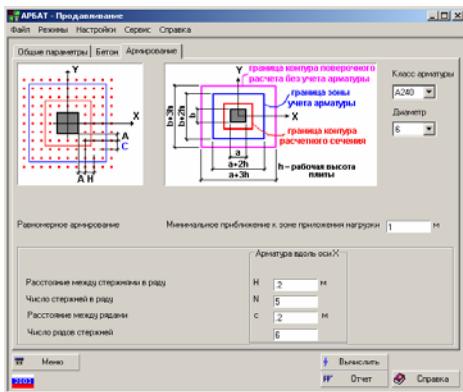 АРБАТ - Продавливание
Файл Режимы Настройки Сервис Справка
Общие параметры Бетон Армирование
Y
X
A
C
A H
граница контура поверочного
расчета без учета арматуры
Y
граница зоны
учета арматуры
X
b+3h
b+2h
b
граница контура
расчетного сечения
a
a+2h
a+3h
h – рабочая высота
плиты
Класс арматуры
A240
Диаметр
6
Равномерное армирование
Минимальное приближение к зоне приложения нагрузки 1 м
Арматура вдоль оси X
Расстояние между стержнями в ряду H .2 м
Число стержней в ряду N 5
Расстояние между рядами c .2 м
Число рядов стержней 6
Меню
Вычислить
2003
Отчет
Справка